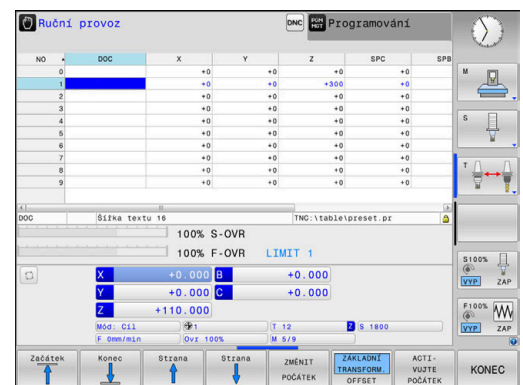 Ruční provoz DNC PGM MGT Programování
NO DOC X Y Z SPC SPB
0 +0 +0 +0 +0
1 +0 +0 +300 +0
2 +0 +0 +0 +0
3 +0 +0 +0 +0
4 +0 +0 +0 +0
5 +0 +0 +0 +0
6 +0 +0 +0 +0
7 +0 +0 +0 +0
8 +0 +0 +0 +0
9 +0 +0 +0 +0
DOC Šířka textu 16 TNC:\table\preset.pr
100% S-OVR
100% F-OVR LIMIT 1
X +0.000 B +0.000
Y +0.000 C +0.000
Z +110.000
Mód: Cíl 1 T 12 Z S 1800
F 0mm/min Ovr 100% M 5/9
M
S
T
S100%
VYP ZAP
F100%
VYP ZAP
Začátek Konec Strana Strana ZMĚNIT POČÁTEK ZÁKLADNÍ TRANSFORM. OFFSET ACTI- VUJTE POČÁTEK KONEC